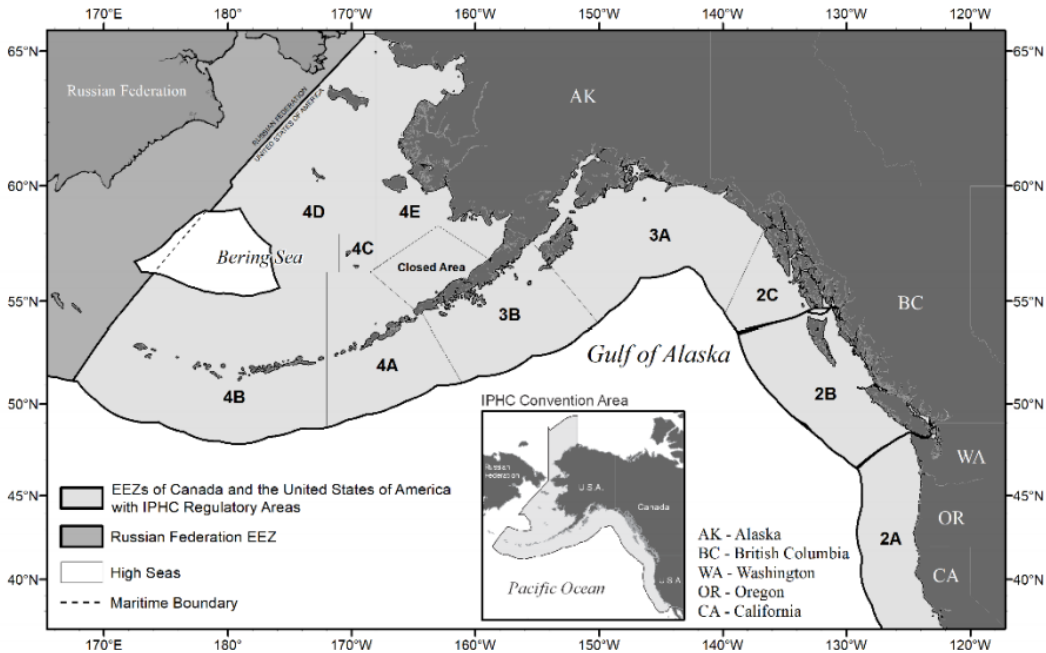 170°E 180° 170°W 160°W 150°W 140°W 130°W 120°W
65°N 65°N
Russian Federation
AK
RUSSIAN FEDERATION
UNITED STATES OF AMERICA
60°N 60°N
4D 4E
3A
4C
Bering Sea
Closed Area
55°N 55°N
2C
BC
3B
Gulf of Alaska
4A
4B
2B
50°N 50°N
IPHC Convention Area
WA
Russian
Federation
U.S.A.
Canada
U.S.A
Pacific Ocean
EEZs of Canada and the United States of America
with IPHC Regulatory Areas
Russian Federation EEZ
High Seas
Maritime Boundary
45°N 45°N
OR
2A
CA
40°N 40°N
AK - Alaska
BC - British Columbia
WA - Washington
OR - Oregon
CA - California
170°E 180° 170°W 160°W 150°W 140°W 130°W 120°W